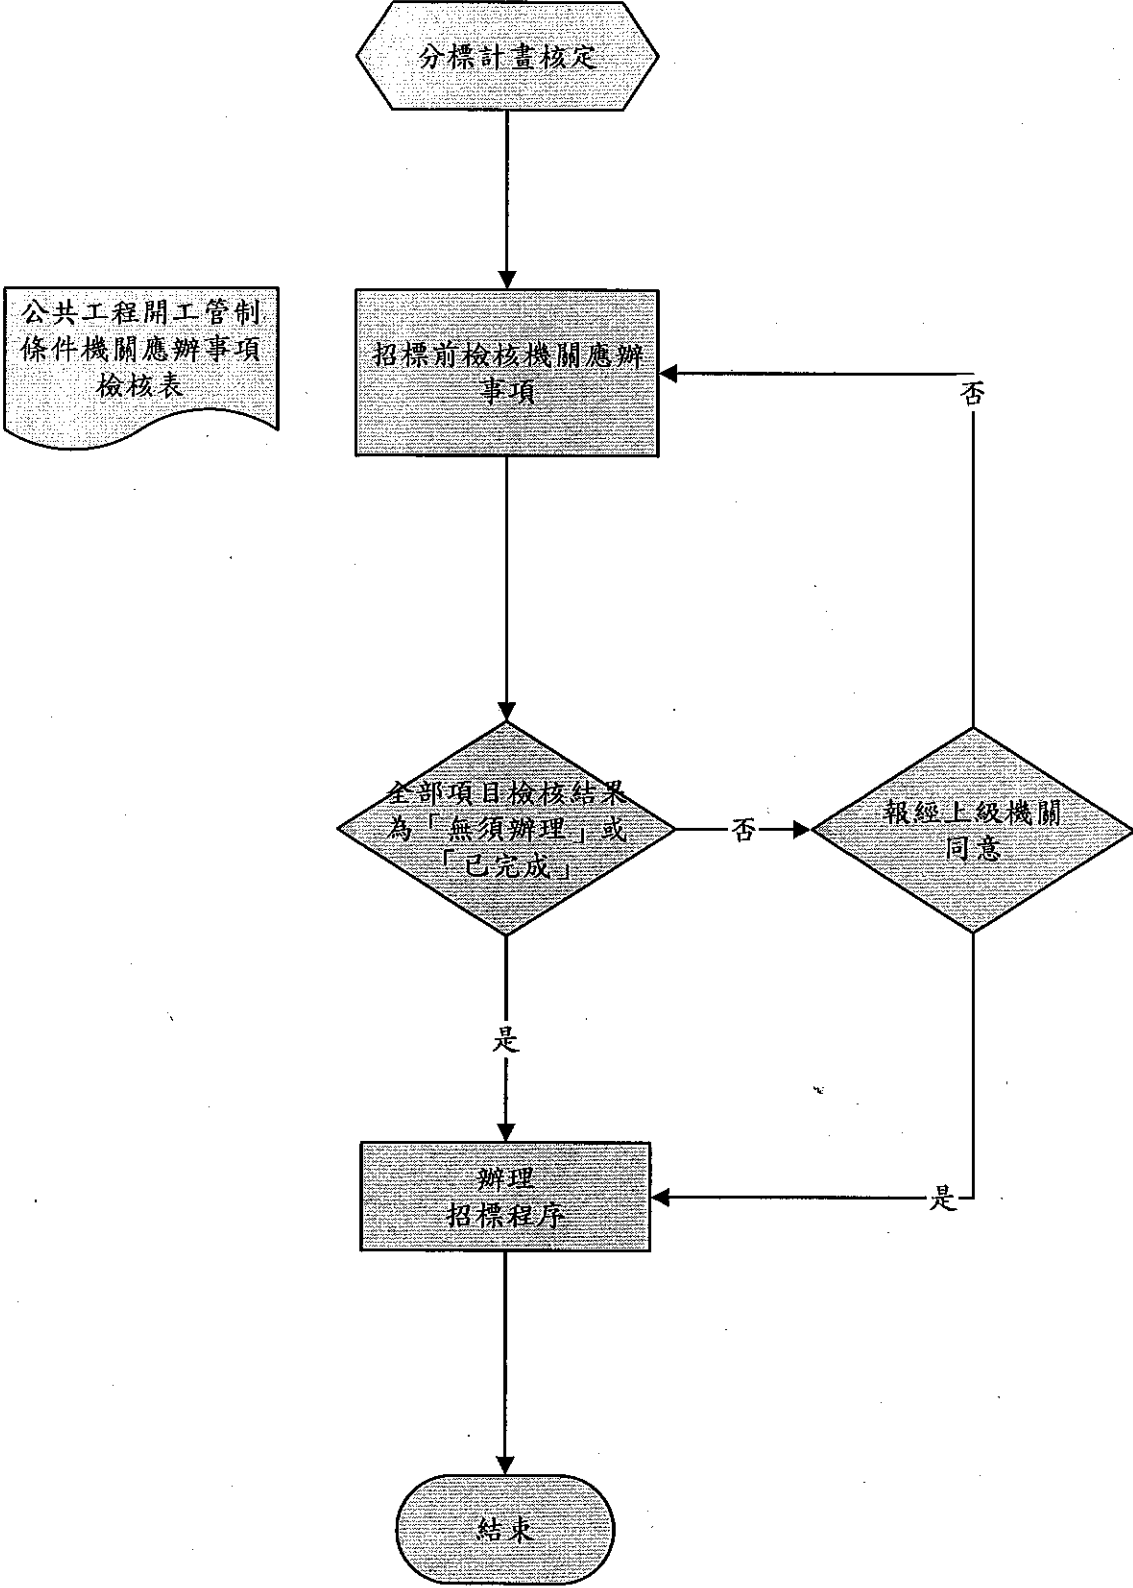 分標計畫核定
公共工程開工管制
條件機關應辦事項
檢核表
招標前檢核機關應辦
事項
否
全部項目檢核結果
為「無須辦理」或
「已完成」
否
報經上級機關
同意
是
辦理
招標程序
是
結束